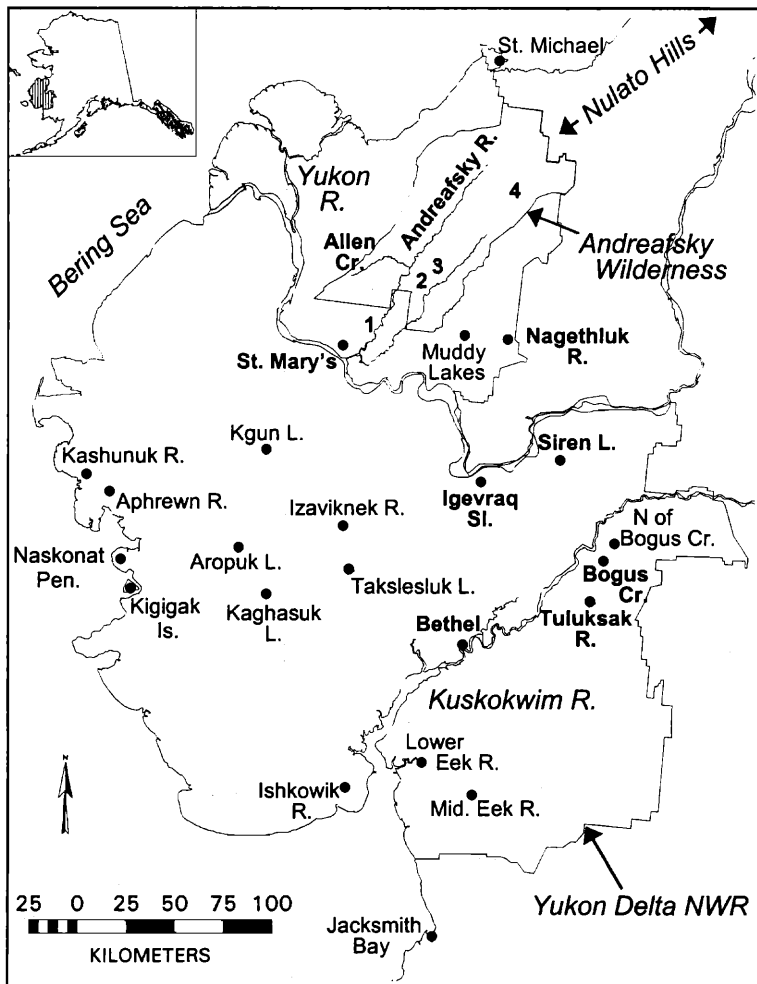 St. Michael
Nulato Hills
Yukon
R.
Andreafsky R.
4
Bering Sea
Allen
Cr.
Andreafsky
Wilderness
3
2
1
St. Mary's
Muddy
Lakes
Nagethluk
R.
Kgun L.
Siren L.
Kashunuk R.
Aphrewn R.
Igevraq
Sl.
Izaviknek R.
N of
Bogus Cr.
Naskonat
Pen.
Aropuk L.
Takslesluk L.
Bogus
Cr.
Kigigak
Is.
Kaghasuk
L.
Tuluksak
R.
Bethel
Kuskokwim R.
Lower
Eek R.
Ishkowik
R.
Mid. Eek R.
N
25 0 25 50 75 100
KILOMETERS
Yukon Delta NWR
Jacksmith
Bay